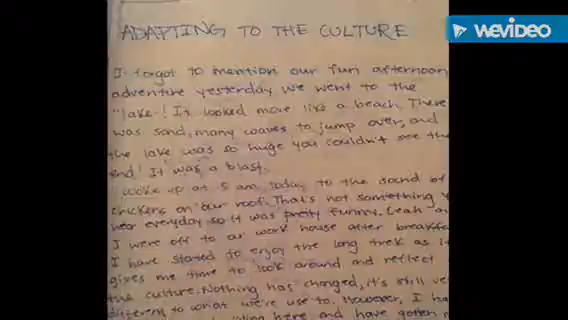 ADAPTING TO THE CULTURE
WEVIDEO
I forgot to mention our fun afternoon
adventure yesterday we went to the
"lake"! It looked more like a beach. There
was sand, many waves to jump over, and
the lake was so huge you couldn't see the
end! It was a blast.
I woke up at 5 am today to the sound of
chickens on our roof. That's not something y
hear everyday so it was pretty funny. Leah an
I were off to our work house after breakfa
I have started to enjoy the long trek as it
gives me time to look around and reflect
the culture. Nothing has changed, it's still ve
different to what we're use to. However, I ha
here and have gotten